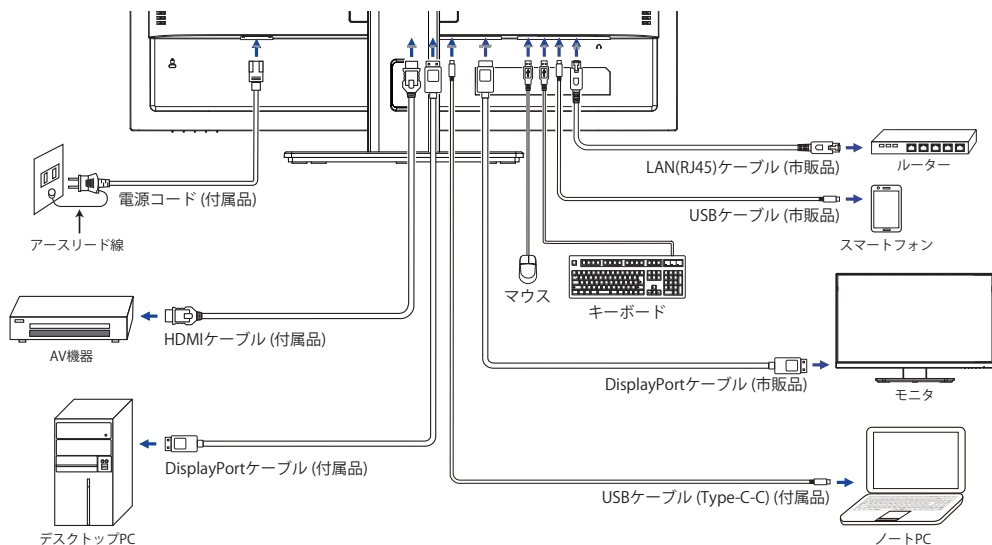 LAN(RJ45)ケーブル (市販品)
ルーター
電源コード (付属品)
USBケーブル (市販品)
アースリード線
スマートフォン
マウス
キーボード
HDMIケーブル (付属品)
AV機器
DisplayPortケーブル (市販品)
モニタ
DisplayPortケーブル (付属品)
USBケーブル (Type-C-C) (付属品)
デスクトップPC
ノートPC